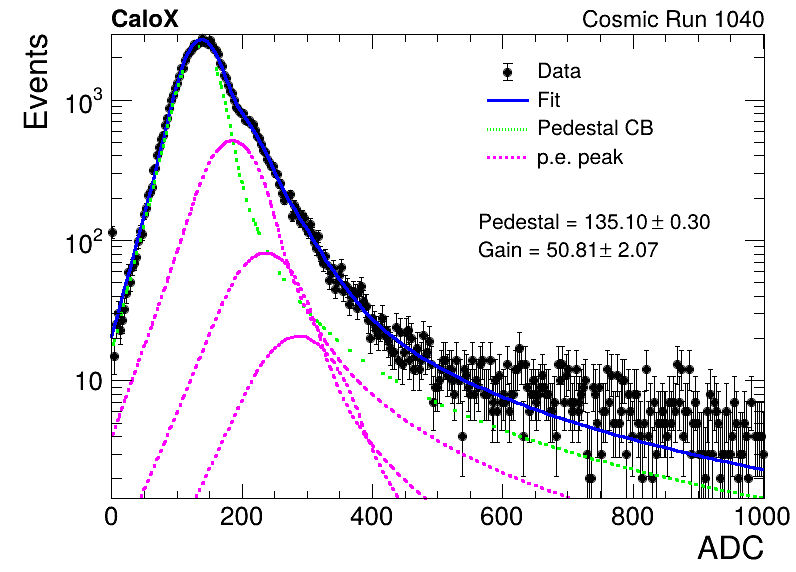 CaloX Cosmic Run 1040
Events
Data
Fit
Pedestal CB
p.e. peak
Pedestal = 135.10 ± 0.30
Gain = 50.81 ± 2.07
10³
10²
10
0 200 400 600 800 1000
ADC